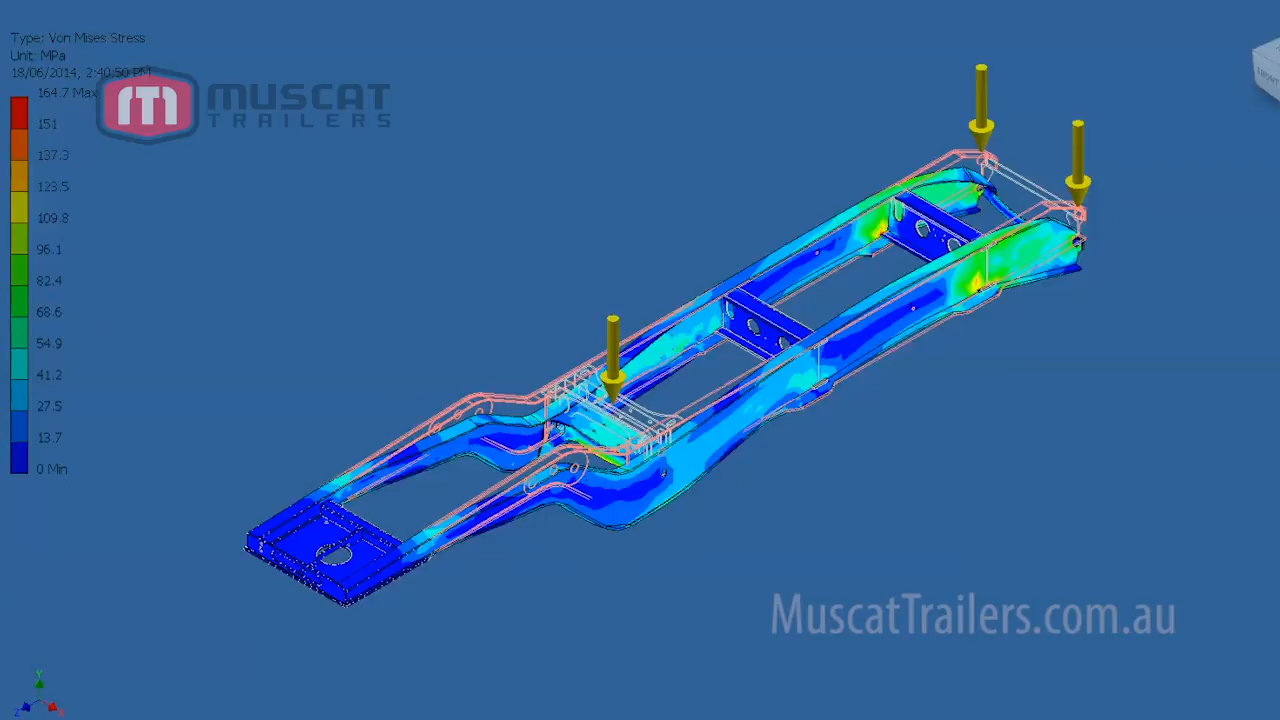 Type: Von Mises Stress
Unit: MPa
18/06/2014, 2:40:50 PM
164.7 Max
151
137.3
123.5
109.8
96.1
82.4
68.6
54.9
41.2
27.5
13.7
0 Min
MUSCAT
TRAILERS
FRONT
MuscatTrailers.com.au
Y
Z
X